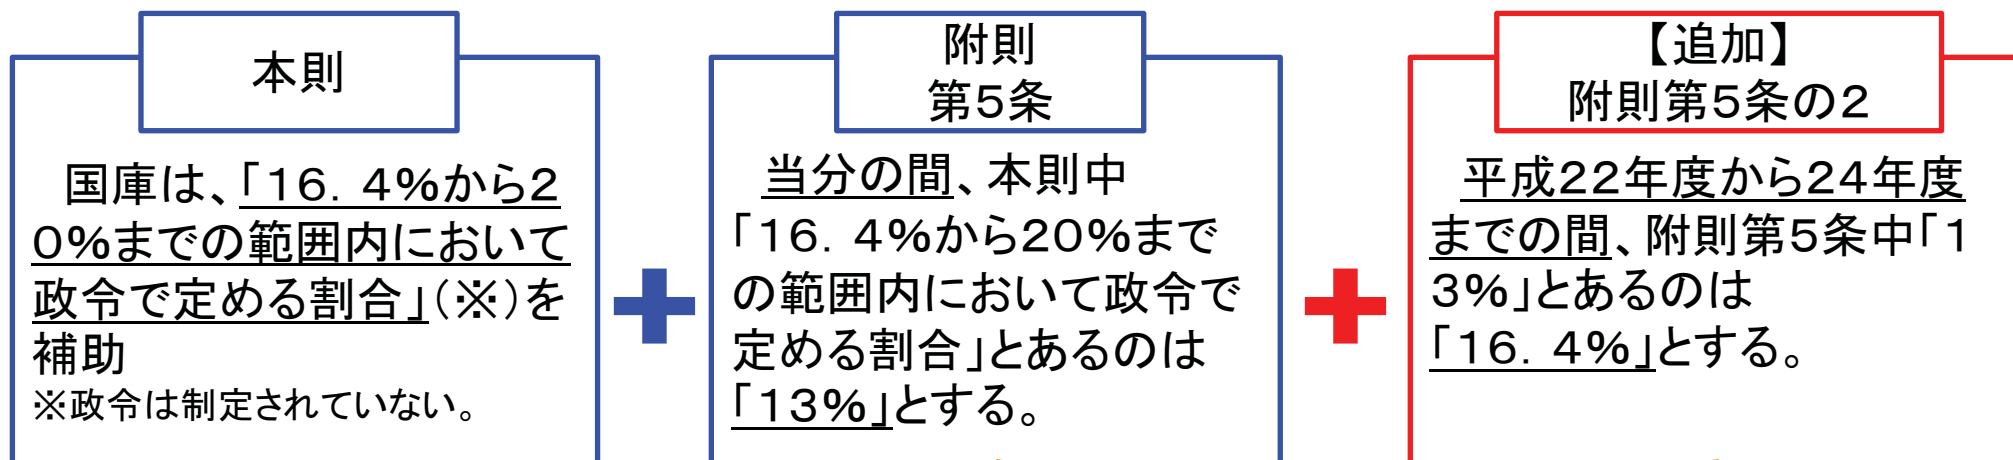 本則
国庫は、「16．4％から2
0％までの範囲内において
政令で定める割合」（※）を
補助
※政令は制定されていない。
附則
第5条
当分の間、本則中
「16．4％から20％まで
の範囲内において政令で
定める割合」とあるのは
「13％」とする。
【追加】
附則第5条の2
平成22年度から24年度
までの間、附則第5条中「1
3％」とあるのは
「16．4％」とする。